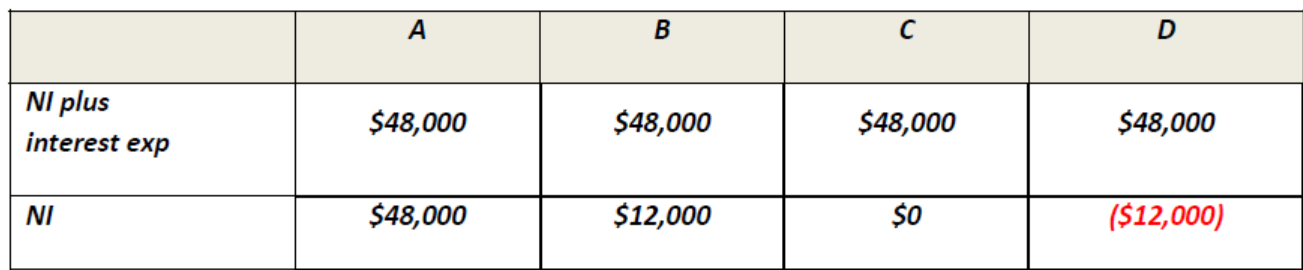 A B C D
NI plus
interest exp $48,000 $48,000 $48,000 $48,000
NI $48,000 $12,000 $0 ($12,000)